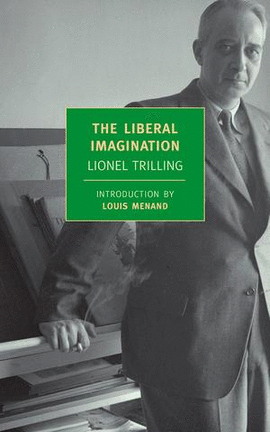 THE LIBERAL
IMAGINATION
LIONEL TRILLING
INTRODUCTION BY
LOUIS MENAND